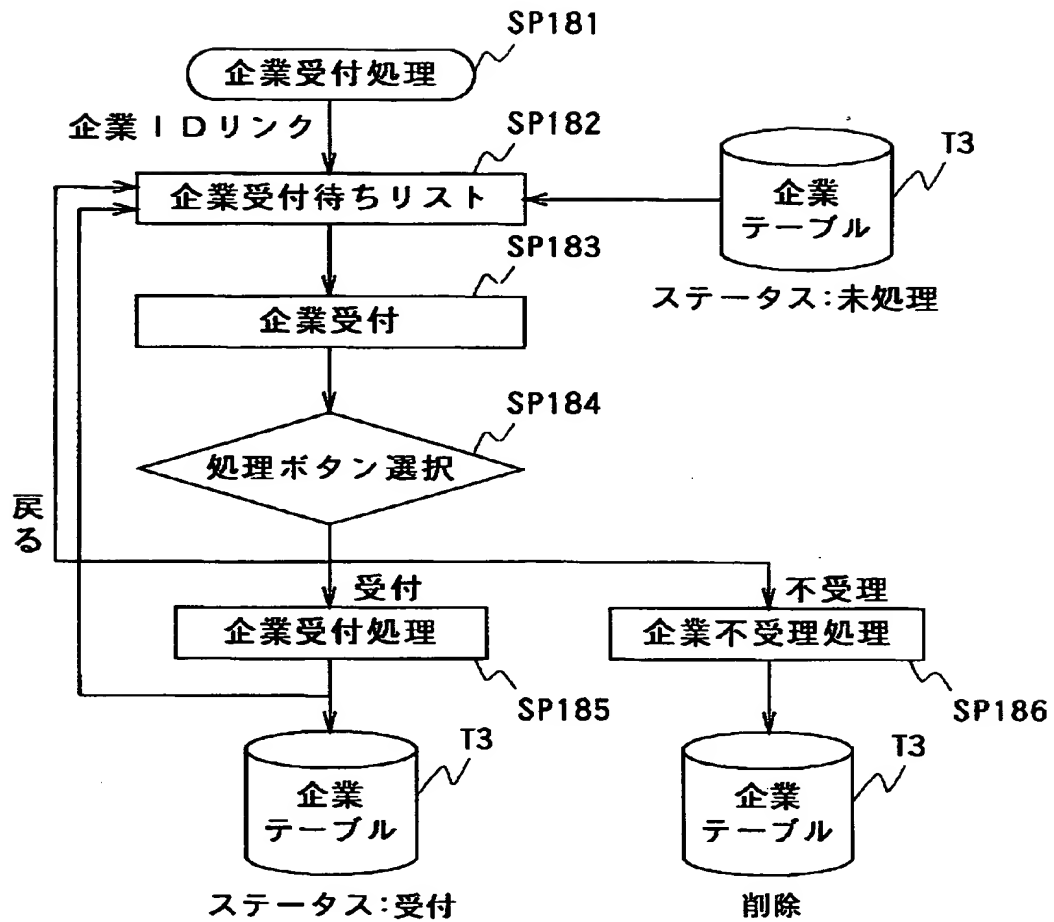 SP181
企業受付処理
企業IDリンク
SP182
企業受付待ちリスト
T3
企業
テーブル
ステータス:未処理
SP183
企業受付
SP184
処理ボタン選択
戻る
受付
不受理
企業受付処理
企業不受理処理
SP185
SP186
T3
企業
テーブル
ステータス:受付
T3
企業
テーブル
削除